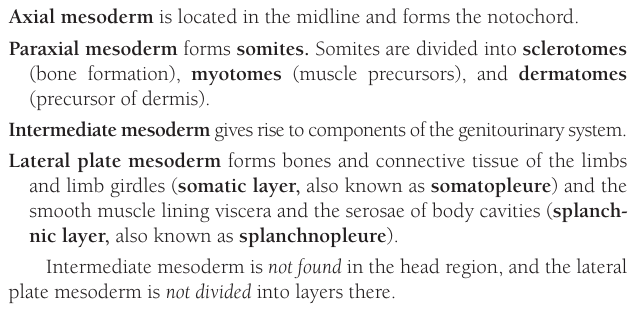 Axial mesoderm is located in the midline and forms the notochord.
Paraxial mesoderm forms somites. Somites are divided into sclerotomes
(bone formation), myotomes (muscle precursors), and dermatomes
(precursor of dermis).
Intermediate mesoderm gives rise to components of the genitourinary system.
Lateral plate mesoderm forms bones and connective tissue of the limbs
and limb girdles (somatic layer, also known as somatopleure) and the
smooth muscle lining viscera and the serosae of body cavities (splanch-
nic layer, also known as splanchnopleure).
Intermediate mesoderm is not found in the head region, and the lateral
plate mesoderm is not divided into layers there.